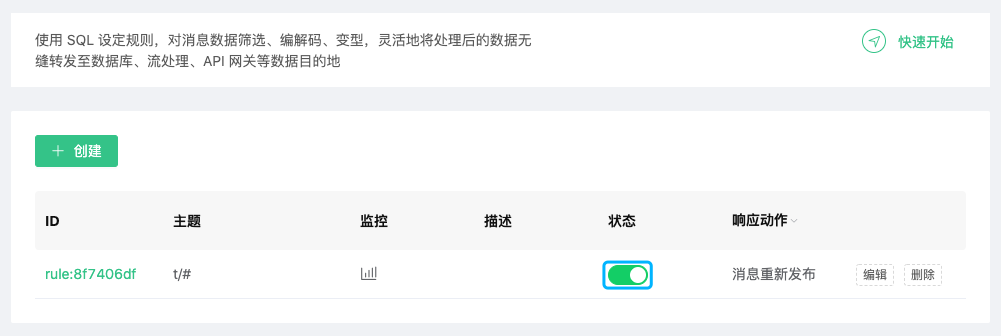 使用 SQL 设定规则，对消息数据筛选、编解码、变型，灵活地将处理后的数据无
缝转发至数据库、流处理、API 网关等数据目的地
快速开始
创建
ID 主题 监控 描述 状态 响应动作
rule:8f7406df t/# 消息重新发布 编辑 删除